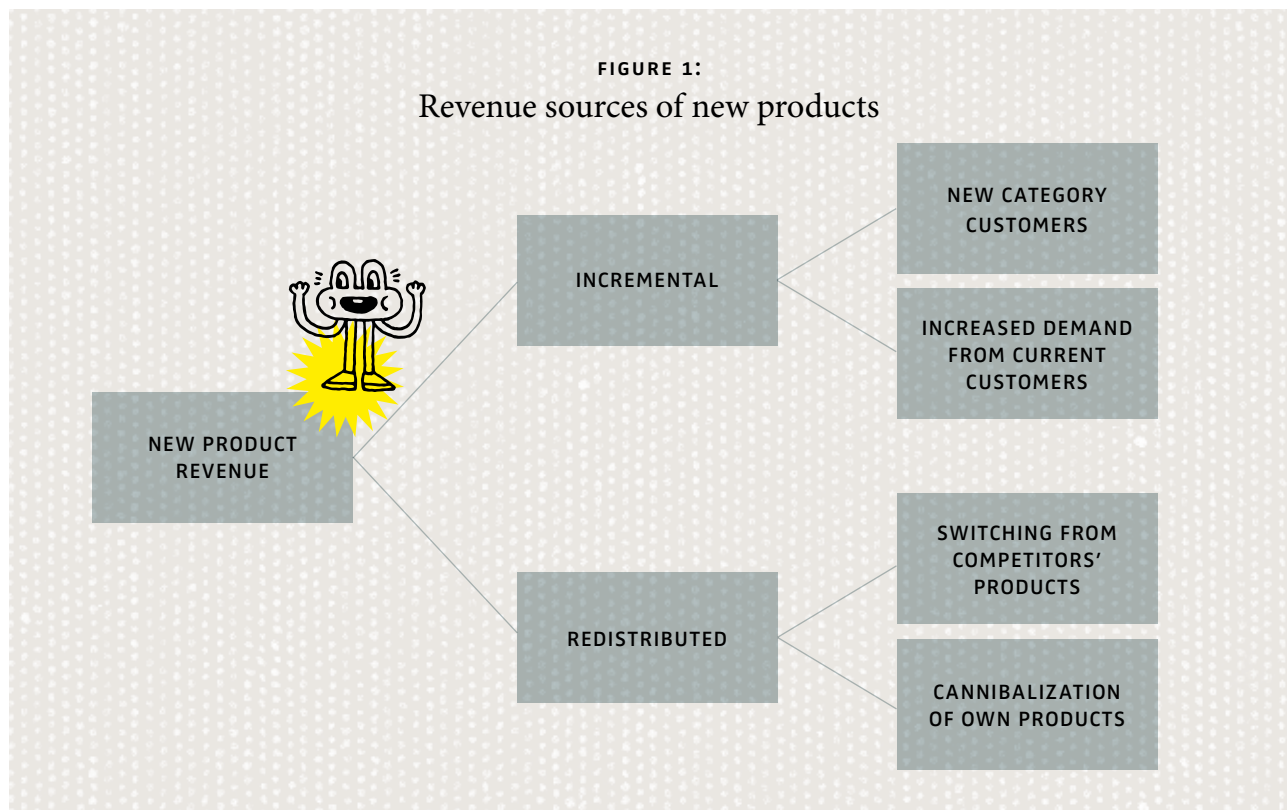 FIGURE 1:
Revenue sources of new products
NEW PRODUCT
REVENUE
INCREMENTAL
NEW CATEGORY
CUSTOMERS
INCREASED DEMAND
FROM CURRENT
CUSTOMERS
REDISTRIBUTED
SWITCHING FROM
COMPETITORS’
PRODUCTS
CANNIBALIZATION
OF OWN PRODUCTS